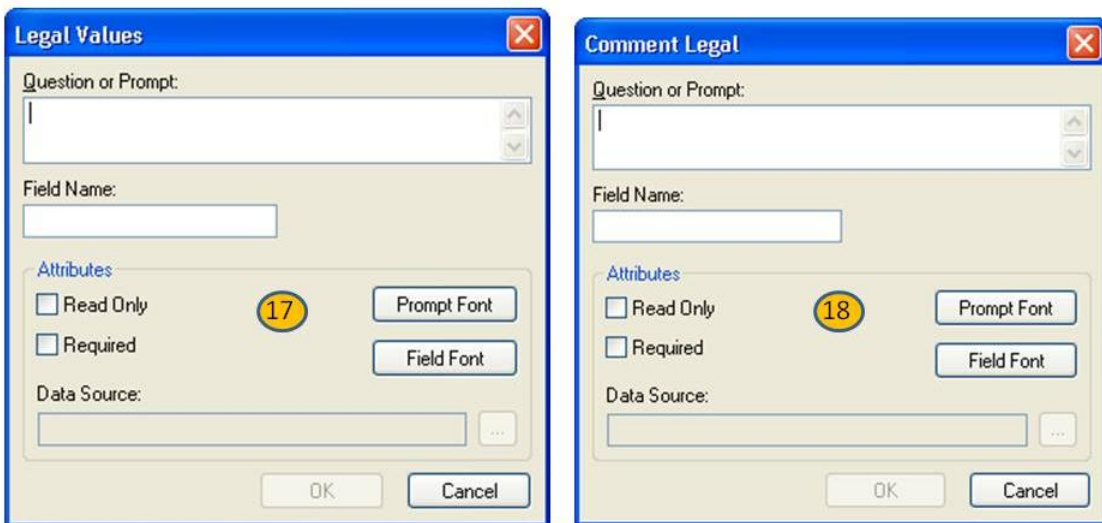 Legal Values
Question or Prompt:
Field Name:
Attributes
Read Only
17
Prompt Font
Required
Field Font
Data Source:
...
OK
Cancel
Comment Legal
Question or Prompt:
Field Name:
Attributes
Read Only
18
Prompt Font
Required
Field Font
Data Source:
...
OK
Cancel